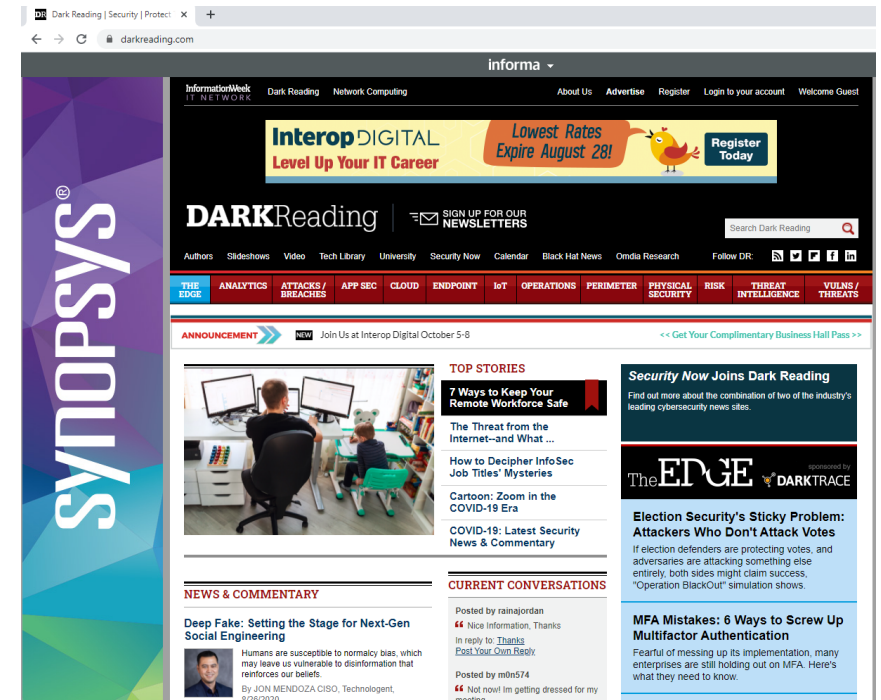 DR Dark Reading | Security | Protect
darkreading.com
informa
InformationWeek
IT NETWORK
Dark Reading Network Computing
About Us Advertise Register Login to your account Welcome Guest
Interop DIGITAL
Level Up Your IT Career
Lowest Rates
Expire August 28!
Register
Today
DARKReading
SIGN UP FOR OUR
NEWSLETTERS
Search Dark Reading
Authors Slideshows Video Tech Library University Security Now Calendar Black Hat News Omdia Research Follow DR:
THE
EDGE
ANALYTICS
ATTACKS /
BREACHES
APP SEC
CLOUD
ENDPOINT
IoT
OPERATIONS
PERIMETER
PHYSICAL
SECURITY
RISK
THREAT
INTELLIGENCE
VULNS /
THREATS
SYNOPSYS®
ANNOUNCEMENT NEW Join Us at Interop Digital October 5-8 << Get Your Complimentary Business Hall Pass >>
TOP STORIES
7 Ways to Keep Your
Remote Workforce Safe
The Threat from the
Internet--and What ...
How to Decipher InfoSec
Job Titles' Mysteries
Cartoon: Zoom in the
COVID-19 Era
COVID-19: Latest Security
News & Commentary
Security Now Joins Dark Reading
Find out more about the combination of two of the industry's
leading cybersecurity news sites.
The EDGE sponsored by
DARKTRACE
Election Security's Sticky Problem:
Attackers Who Don't Attack Votes
If election defenders are protecting votes, and
adversaries are attacking something else
entirely, both sides might claim success,
"Operation BlackOut" simulation shows.
MFA Mistakes: 6 Ways to Screw Up
Multifactor Authentication
Fearful of messing up its implementation, many
enterprises are still holding out on MFA. Here's
what they need to know.
NEWS & COMMENTARY
Deep Fake: Setting the Stage for Next-Gen
Social Engineering
Humans are susceptible to normalcy bias, which
may leave us vulnerable to disinformation that
reinforces our beliefs.
By JON MENDOZA CISO, Technologent,
8/26/2020
CURRENT CONVERSATIONS
Posted by rainajordan
Nice Information, Thanks
In reply to: Thanks
Post Your Own Reply
Posted by m0n574
Not now! Im getting dressed for my
meeting